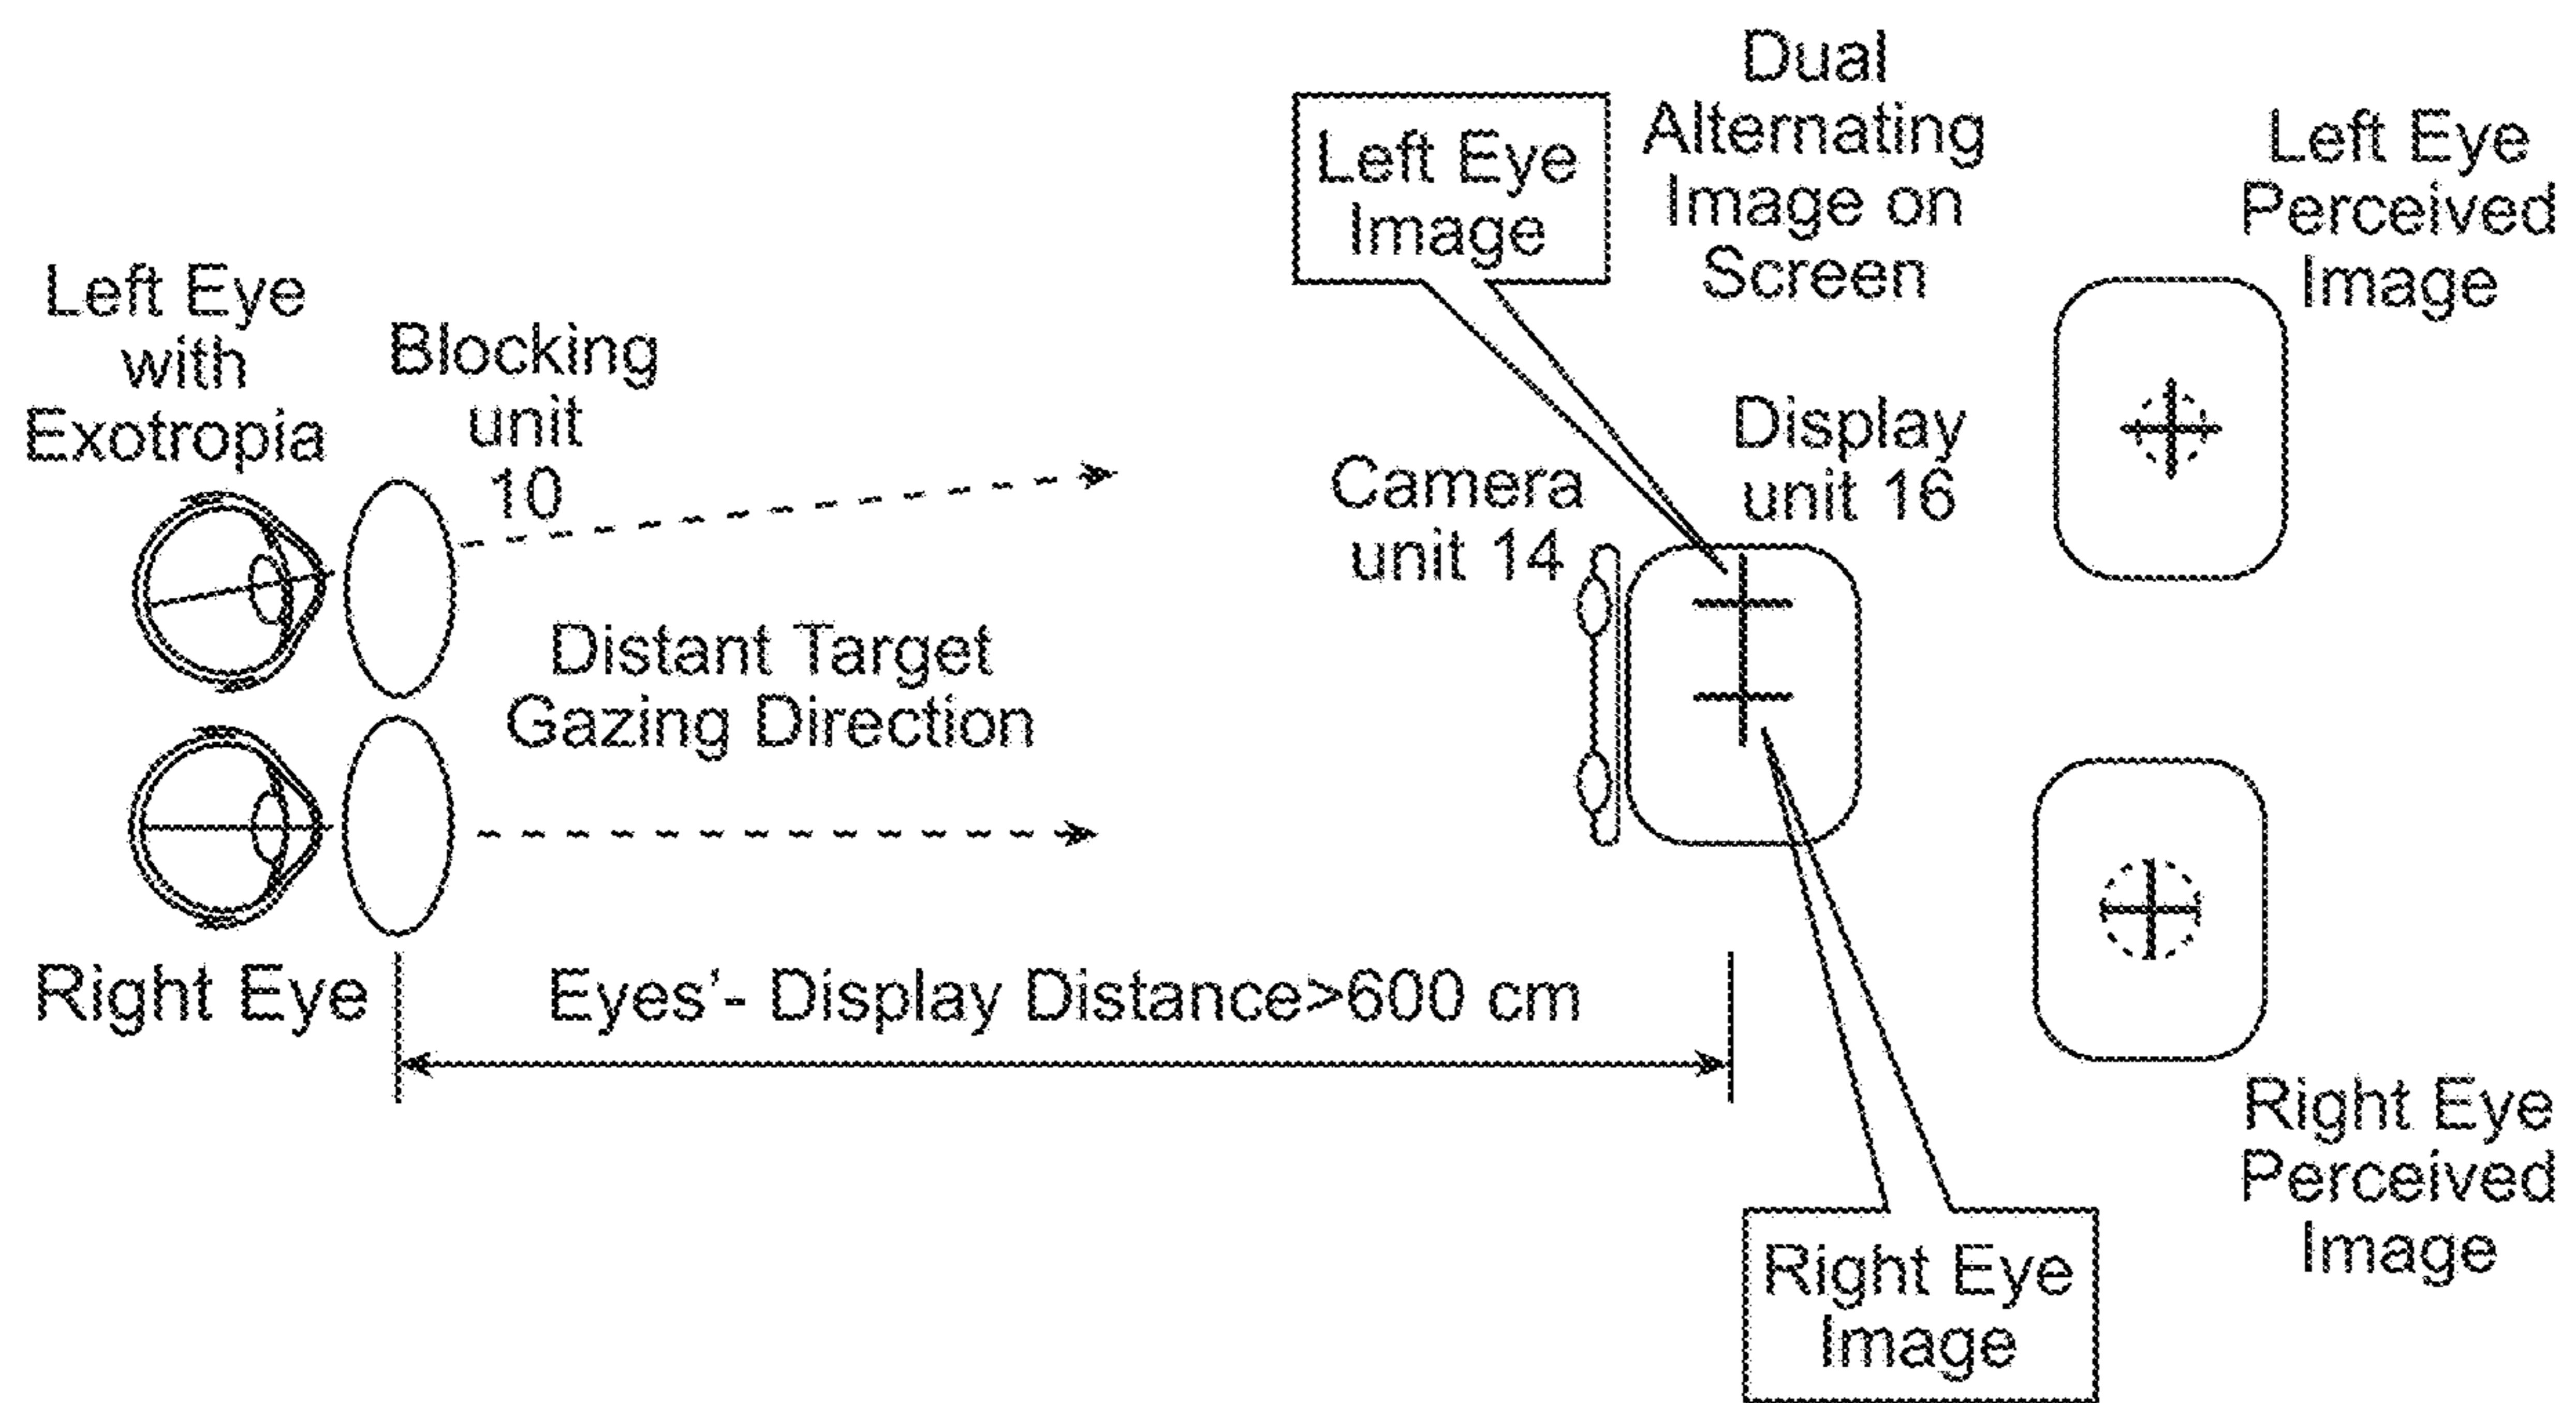 Dual
Alternating
Image on
Screen
Left Eye
Image
Left Eye
Perceived
Image
Left Eye
with
Exotropia
Blocking
unit
10
Display
unit 16
Camera
unit 14
Distant Target
Gazing Direction
Right Eye
Eyes'- Display Distance>600 cm
Right Eye
Perceived
Image
Right Eye
Image